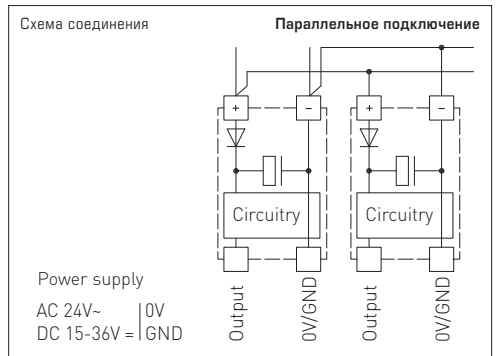 Схема соединения
Параллельное подключение
+ − + −
Circuitry Circuitry
Power supply
AC 24V~ | 0V
DC 15-36V = | GND
Output
0V/GND
Output
0V/GND